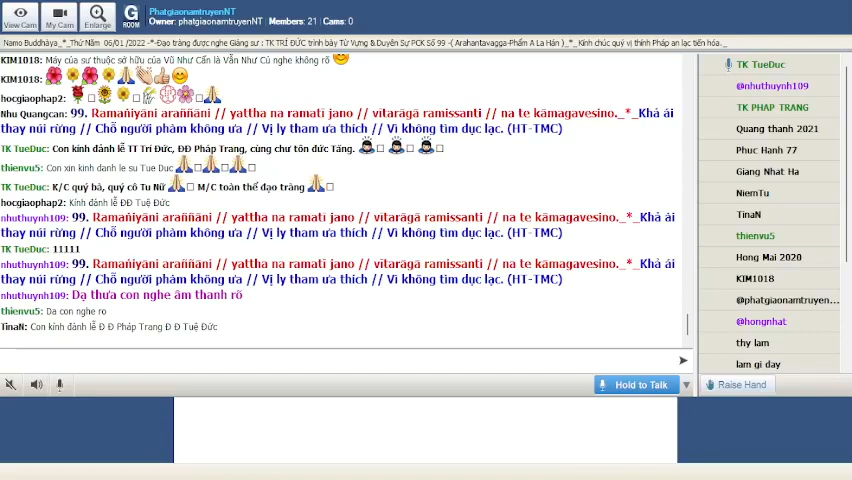 View Cam
My Cam
Enlarge
G
ROOM
PhatgiaonamtruyenNT
Owner: phatgiaonamtruyenNT Members: 21 | Cams: 0
Namo Buddhàya_*_Thứ Năm 06/01/2022 -*-Đạo tràng được nghe Giảng sư : TK TRÍ ĐỨC trình bày Từ Vựng & Duyên Sự PCK Số 99 -( Arahantavagga-Phẩm A La Hán )_*_ Kính chúc quý vị thính Pháp an lạc tiến hóa._
KIM1018: Máy của sư thuộc sở hữu của Vũ Như Cẩn là Vẫn Như Củ nghe không rõ
KIM1018:
hocgiaophap2:
Nhu Quangcan: 99. Ramaṇīyāni araññāni // yattha na ramatī jano // vītarāgā ramissanti // na te kāmagavesino._*_Khả ái
thay núi rừng // Chỗ người phàm không ưa // Vị ly tham ưa thích // Vì không tìm dục lạc. (HT-TMC)
TK TueDuc: Con kính đảnh lễ TT Trí Đức, ĐĐ Pháp Trang, cùng chư tôn đức Tăng.
thienvu5: Con xin kinh danh le su Tue Duc
TK TueDuc: K/C quý bà, quý cô Tu Nữ M/C toàn thể đạo tràng
hocgiaophap2: Kính đảnh lễ ĐĐ Tuệ Đức
nhuthuynh109: 99. Ramaṇīyāni araññāni // yattha na ramatī jano // vītarāgā ramissanti // na te kāmagavesino._*_Khả ái
thay núi rừng // Chỗ người phàm không ưa // Vị ly tham ưa thích // Vì không tìm dục lạc. (HT-TMC)
TK TueDuc: 11111
nhuthuynh109: 99. Ramaṇīyāni araññāni // yattha na ramatī jano // vītarāgā ramissanti // na te kāmagavesino._*_Khả ái
thay núi rừng // Chỗ người phàm không ưa // Vị ly tham ưa thích // Vì không tìm dục lạc. (HT-TMC)
nhuthuynh109: Dạ thưa con nghe âm thanh rõ
thienvu5: Da con nghe ro
TinaN: Con kính đảnh lễ Đ Đ Pháp Trang Đ Đ Tuệ Đức
TK TueDuc
@nhuthuynh109
TK PHAP TRANG
Quang thanh 2021
Phuc Hanh 77
Giang Nhat Ha
NiemTu
TinaN
thienvu5
Hong Mai 2020
KIM1018
@phatgiaonamtruyen...
@hongnhat
thy lam
lam gi day
Hold to Talk
Raise Hand